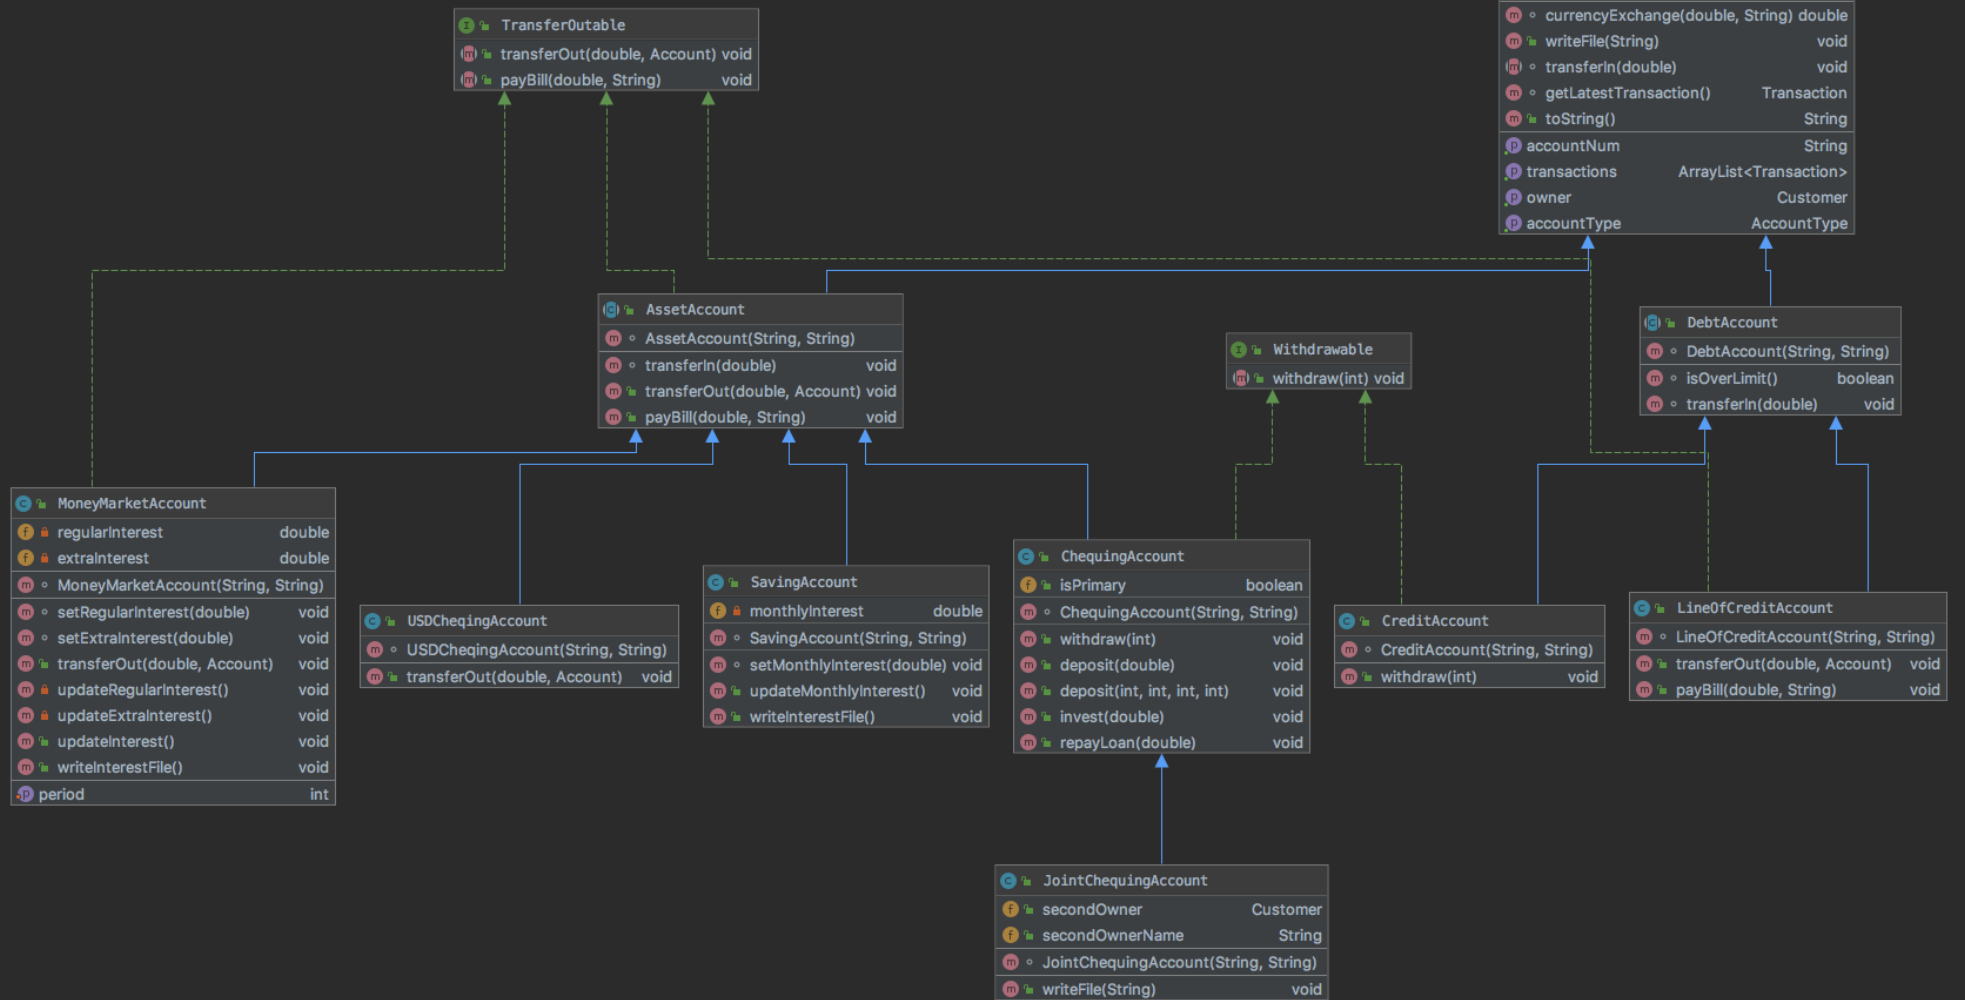 TransferOutable
transferOut(double, Account) void
payBill(double, String) void
currencyExchange(double, String) double
writeFile(String) void
transferIn(double) void
getLatestTransaction() Transaction
toString() String
accountNum String
transactions ArrayList<Transaction>
owner Customer
accountType AccountType
AssetAccount
AssetAccount(String, String)
transferIn(double) void
transferOut(double, Account) void
payBill(double, String) void
Withdrawable
withdraw(int) void
DebtAccount
DebtAccount(String, String)
isOverLimit() boolean
transferIn(double) void
MoneyMarketAccount
regularInterest double
extraInterest double
MoneyMarketAccount(String, String)
setRegularInterest(double) void
setExtraInterest(double) void
transferOut(double, Account) void
updateRegularInterest() void
updateExtraInterest() void
updateInterest() void
writeInterestFile() void
period int
USDCheqingAccount
USDCheqingAccount(String, String)
transferOut(double, Account) void
SavingAccount
monthlyInterest double
SavingAccount(String, String)
setMonthlyInterest(double) void
updateMonthlyInterest() void
writeInterestFile() void
ChequingAccount
isPrimary boolean
ChequingAccount(String, String)
withdraw(int) void
deposit(double) void
deposit(int, int, int, int) void
invest(double) void
repayLoan(double) void
CreditAccount
CreditAccount(String, String)
withdraw(int) void
LineOfCreditAccount
LineOfCreditAccount(String, String)
transferOut(double, Account) void
payBill(double, String) void
JointChequingAccount
secondOwner Customer
secondOwnerName String
JointChequingAccount(String, String)
writeFile(String) void